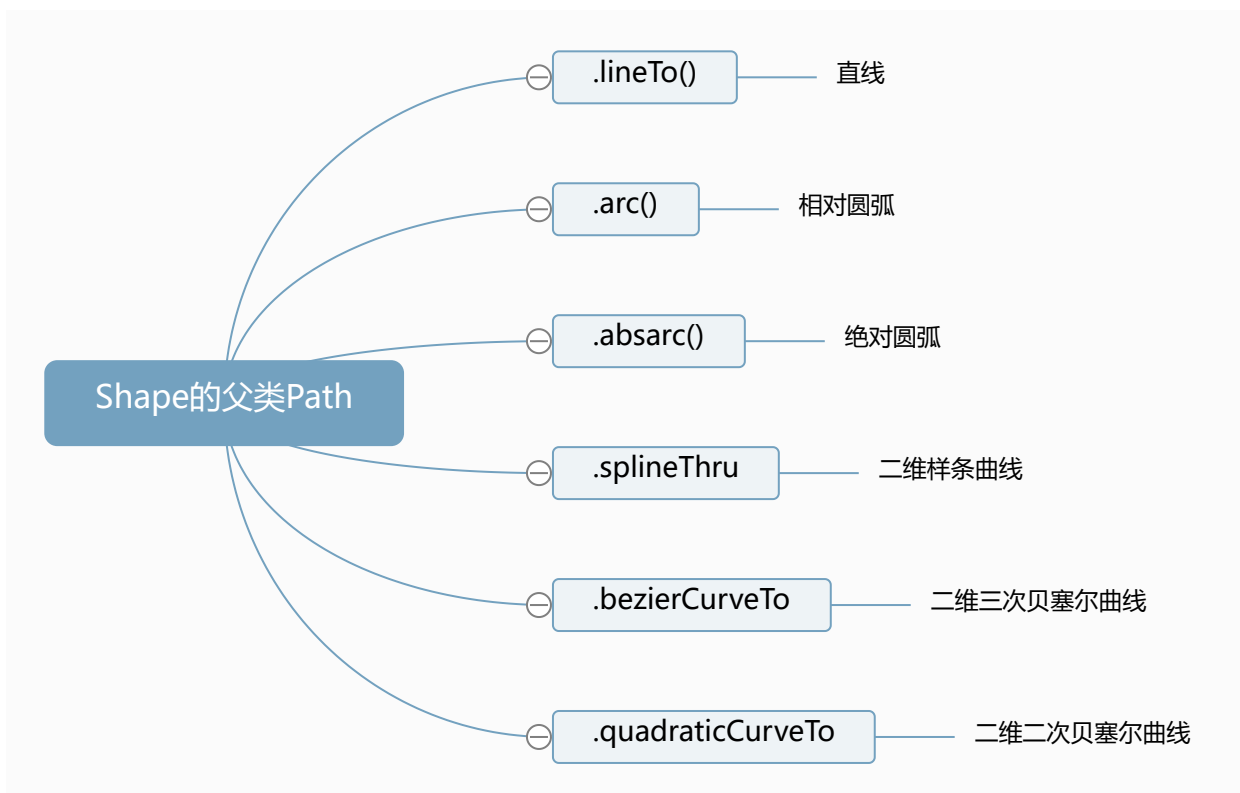 Shape的父类Path
.lineTo()
直线
.arc()
相对圆弧
.absarc()
绝对圆弧
.splineThru
二维样条曲线
.bezierCurveTo
二维三次贝塞尔曲线
.quadraticCurveTo
二维二次贝塞尔曲线